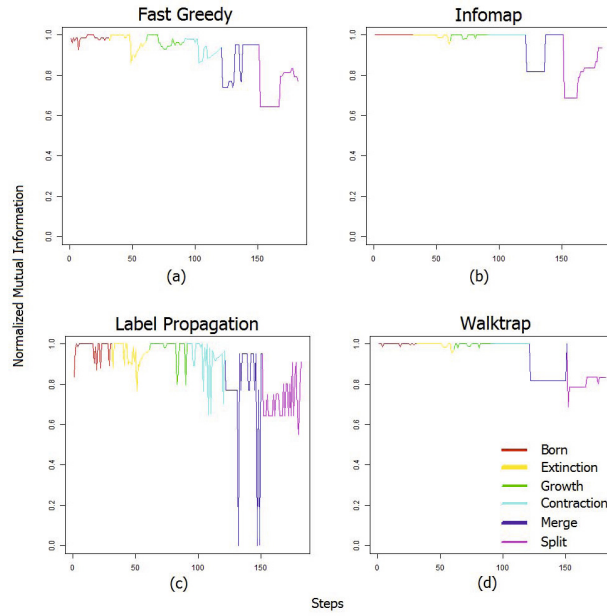 Fast Greedy
Infomap
1.0
0.8
0.6
0.4
0.2
0.0
0
50
100
150
(a)
1.0
0.8
0.6
0.4
0.2
0.0
0
50
100
150
(b)
Normalized Mutual Information
Label Propagation
Walktrap
1.0
0.8
0.6
0.4
0.2
0.0
0
50
100
150
(c)
1.0
0.8
0.6
0.4
0.2
0.0
0
50
100
150
(d)
Born
Extinction
Growth
Contraction
Merge
Split
Steps